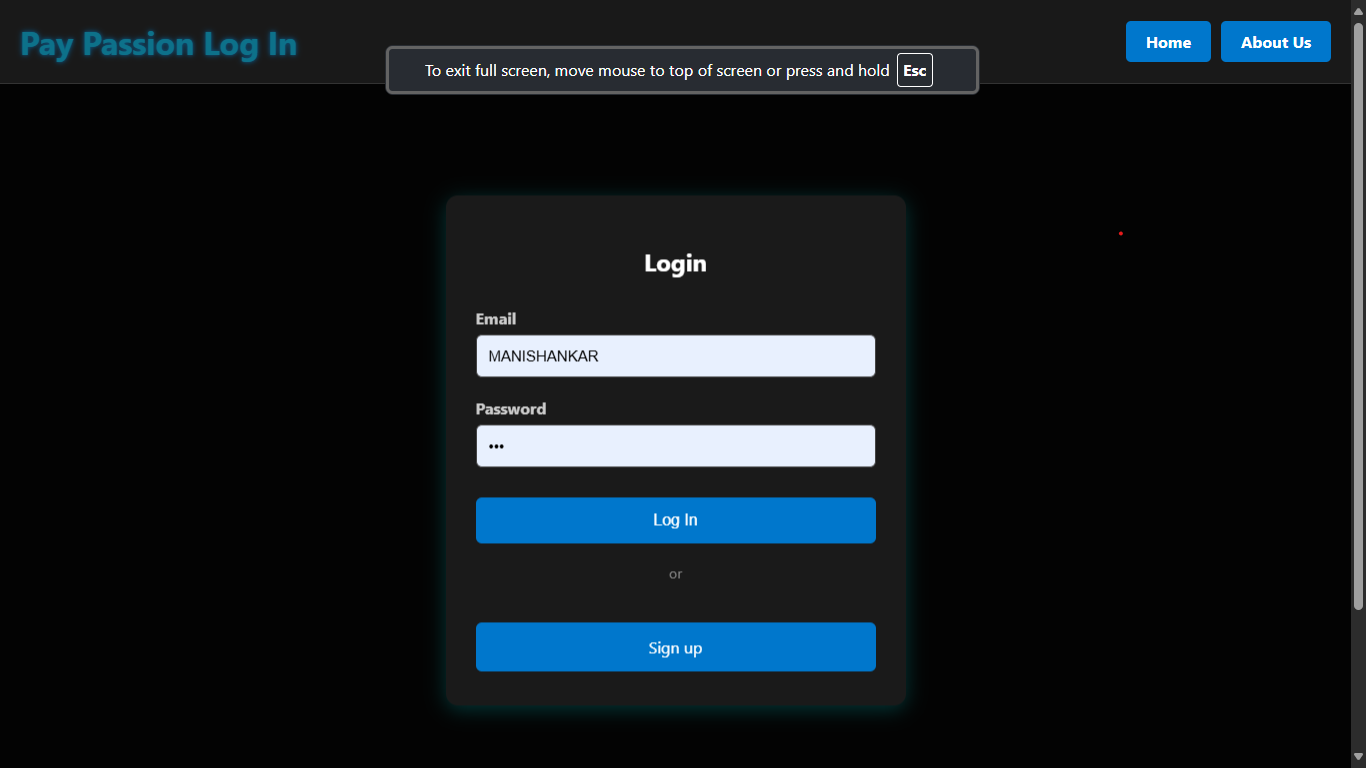 Pay Passion Log In
Home
About Us
To exit full screen, move mouse to top of screen or press and hold Esc
Login
Email
MANISHANKAR
Password
•••
Log In
or
Sign up